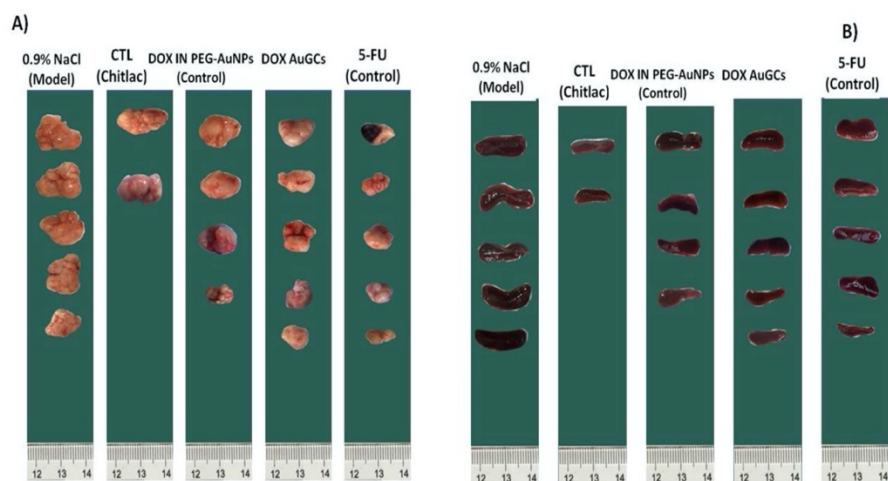 A)
0.9% NaCl
(Model)
CTL
(Chitlac)
DOX IN PEG-AuNPs
(Control)
DOX AuGCs
5-FU
(Control)
12 13 14
12 13 14
12 13 14
12 13 14
12 13 14
B)
0.9% NaCl
(Model)
CTL
(Chitlac)
DOX IN PEG-AuNPs
(Control)
DOX AuGCs
5-FU
(Control)
12 13 14
12 13 14
12 13 14
12 13 14
12 13 14